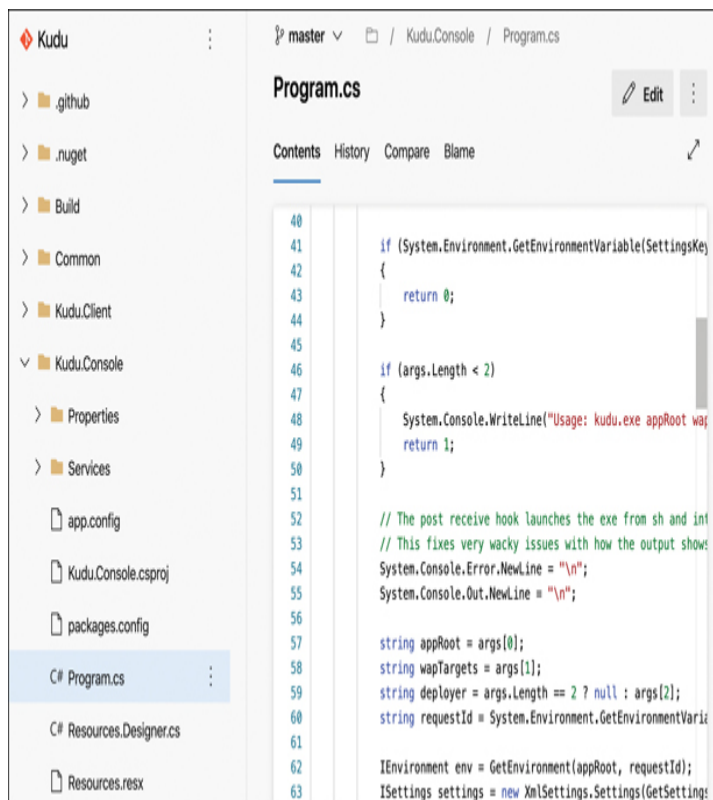 Kudu
.github
.nuget
Build
Common
Kudu.Client
Kudu.Console
Properties
Services
app.config
Kudu.Console.csproj
packages.config
C# Program.cs
C# Resources.Designer.cs
Resources.resx
master / Kudu.Console / Program.cs
Program.cs
Edit
Contents History Compare Blame
40
41 if (System.Environment.GetEnvironmentVariable(SettingsKey
42 {
43 return 0;
44 }
45
46 if (args.Length < 2)
47 {
48 System.Console.WriteLine("Usage: kudu.exe appRoot wap
49 return 1;
50 }
51
52 // The post receive hook launches the exe from sh and int
53 // This fixes very wacky issues with how the output shows
54 System.Console.Error.NewLine = "\n";
55 System.Console.Out.NewLine = "\n";
56
57 string appRoot = args[0];
58 string wapTargets = args[1];
59 string deployer = args.Length == 2 ? null : args[2];
60 string requestId = System.Environment.GetEnvironmentVaria
61
62 IEnvironment env = GetEnvironment(appRoot, requestId);
63 ISettings settings = new XmlSettings.Settings(GetSettings